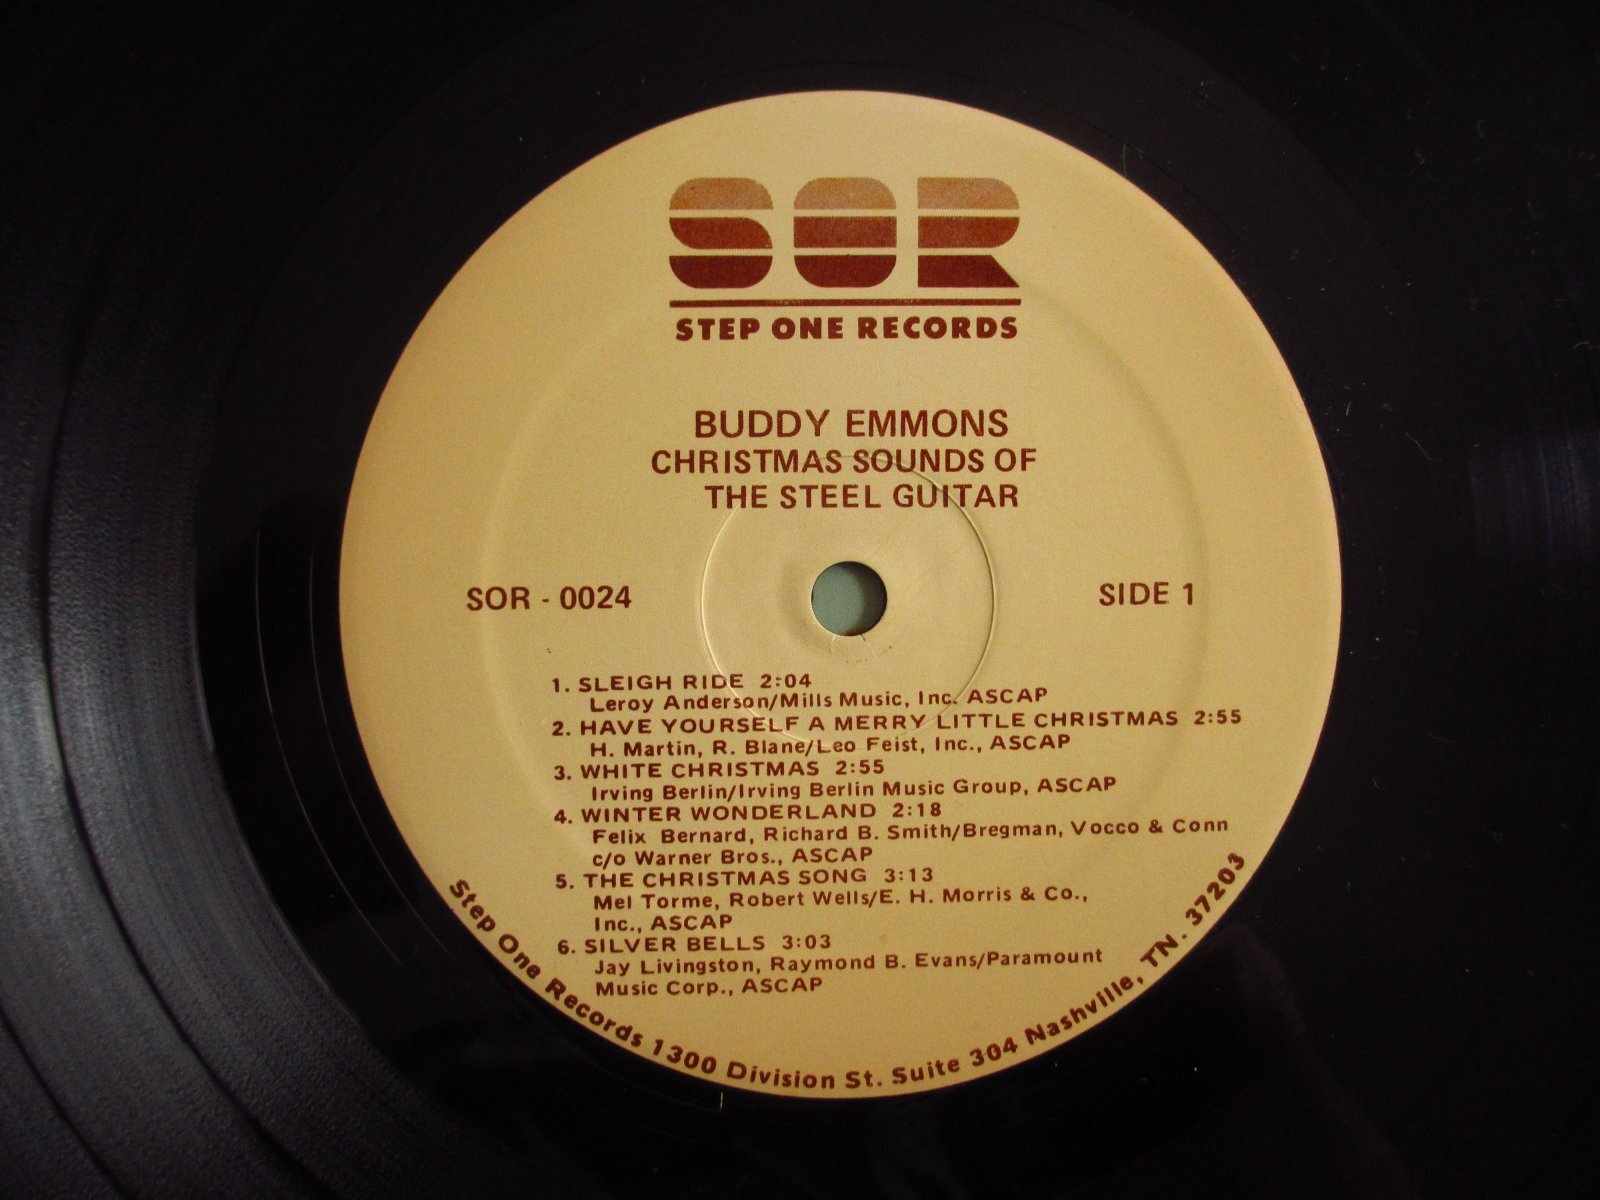 SOR
STEP ONE RECORDS
BUDDY EMMONS
CHRISTMAS SOUNDS OF
THE STEEL GUITAR
SOR - 0024
SIDE 1
1. SLEIGH RIDE 2:04
Leroy Anderson/Mills Music, Inc. ASCAP
2. HAVE YOURSELF A MERRY LITTLE CHRISTMAS 2:55
H. Martin, R. Blane/Leo Feist, Inc., ASCAP
3. WHITE CHRISTMAS 2:55
Irving Berlin/Irving Berlin Music Group, ASCAP
4. WINTER WONDERLAND 2:18
Felix Bernard, Richard B. Smith/Bregman, Vocco & Conn
c/o Warner Bros., ASCAP
5. THE CHRISTMAS SONG 3:13
Mel Torme, Robert Wells/E. H. Morris & Co.,
Inc., ASCAP
6. SILVER BELLS 3:03
Jay Livingston, Raymond B. Evans/Paramount
Music Corp., ASCAP
Step One Records 1300 Division St. Suite 304 Nashville, TN. 37203